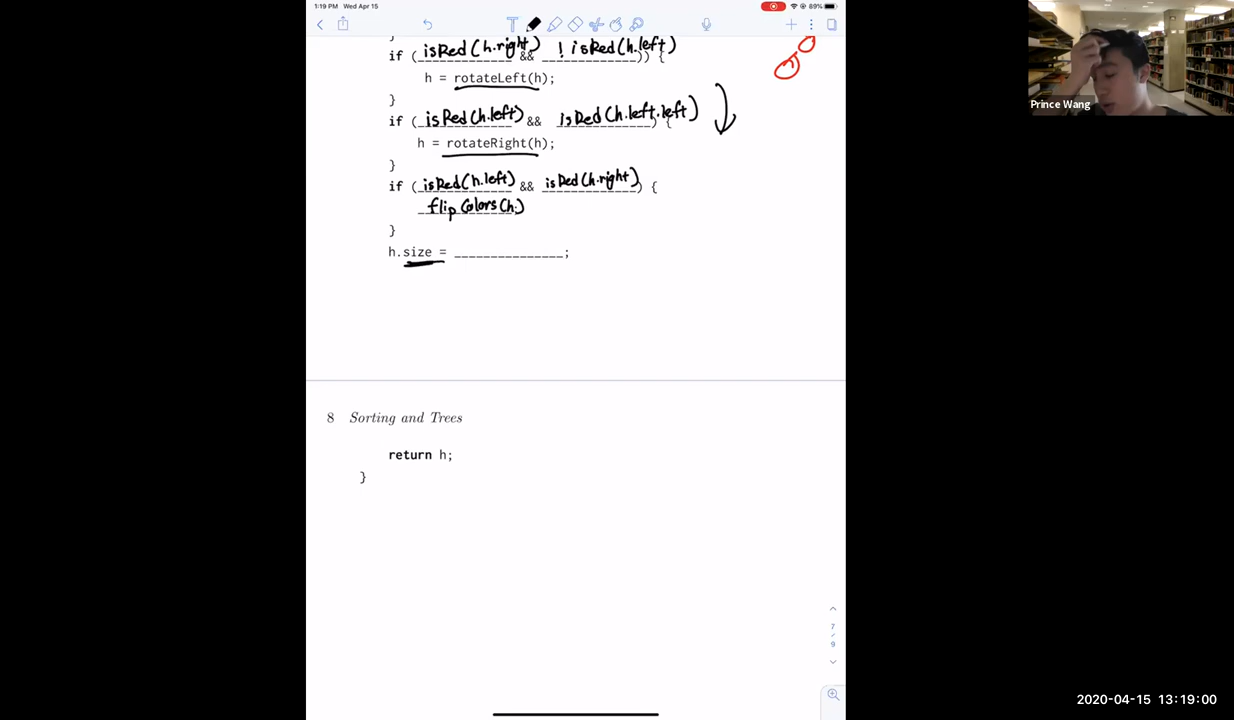 1:19 PM Wed Apr 15
89%
}
if (isRed(h.right) && !isRed(h.left)) {
h = rotateLeft(h);
}
if (isRed(h.left) && isRed(h.left.left) {
h = rotateRight(h);
}
if (isRed(h.left) && isRed(h.right)) {
flipColors(h)
}
h.size = _______________;
8 Sorting and Trees
return h;
}
7
/
9
Prince Wang
2020-04-15 13:19:00